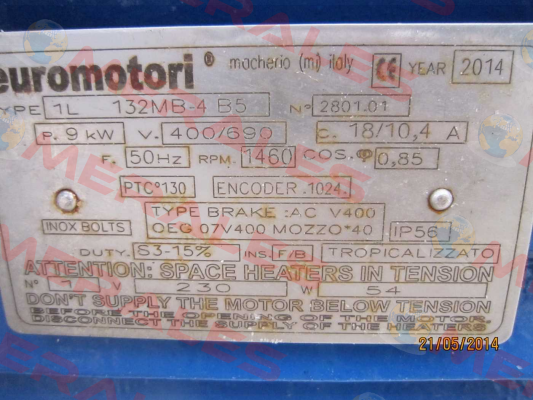 euromotori® macherio (mi) italy CE YEAR 2014
TYPE 1L 132MB-4 B5 N° 2801.01
P. 9 kW V. 400/690 C. 18/10,4 A
F. 50Hz RPM. 1460 COS.φ 0,85
PTC°130 ENCODER .1024.
TYPE BRAKE :AC V400
INOX BOLTS OEG 07V400 MOZZO*40 IP56
DUTY. S3-15% INS. F/B TROPICALIZZATO
ATTENTION: SPACE HEATERS IN TENSION
N° 1 V 230 W 54
DON'T SUPPLY THE MOTOR BELOW TENSION
BEFORE THE OPENING OF THE MOTOR,
DISCONNECT THE SUPPLY OF THE HEATERS
21/05/2014